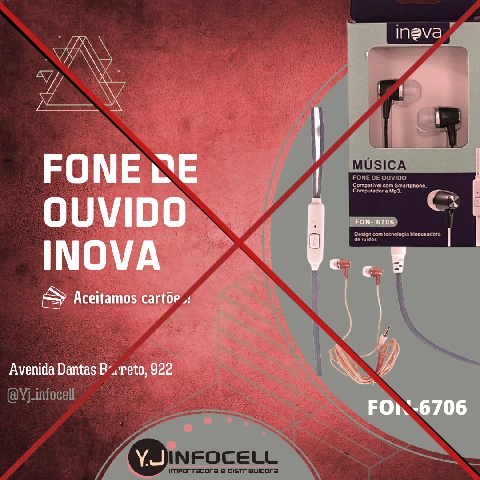 inova
MÚSICA
FONE DE OUVIDO
Compatível com Smartphone,
Computador e Mp3.
FON-6706
Design com tecnologia bloqueadora
de ruídos
FONE DE
OUVIDO
INOVA
Aceitamos cartões!
Avenida Dantas Barreto, 922
@Yj_infocell
FON-6706
Y.J INFOCELL
importadora e distribuidora